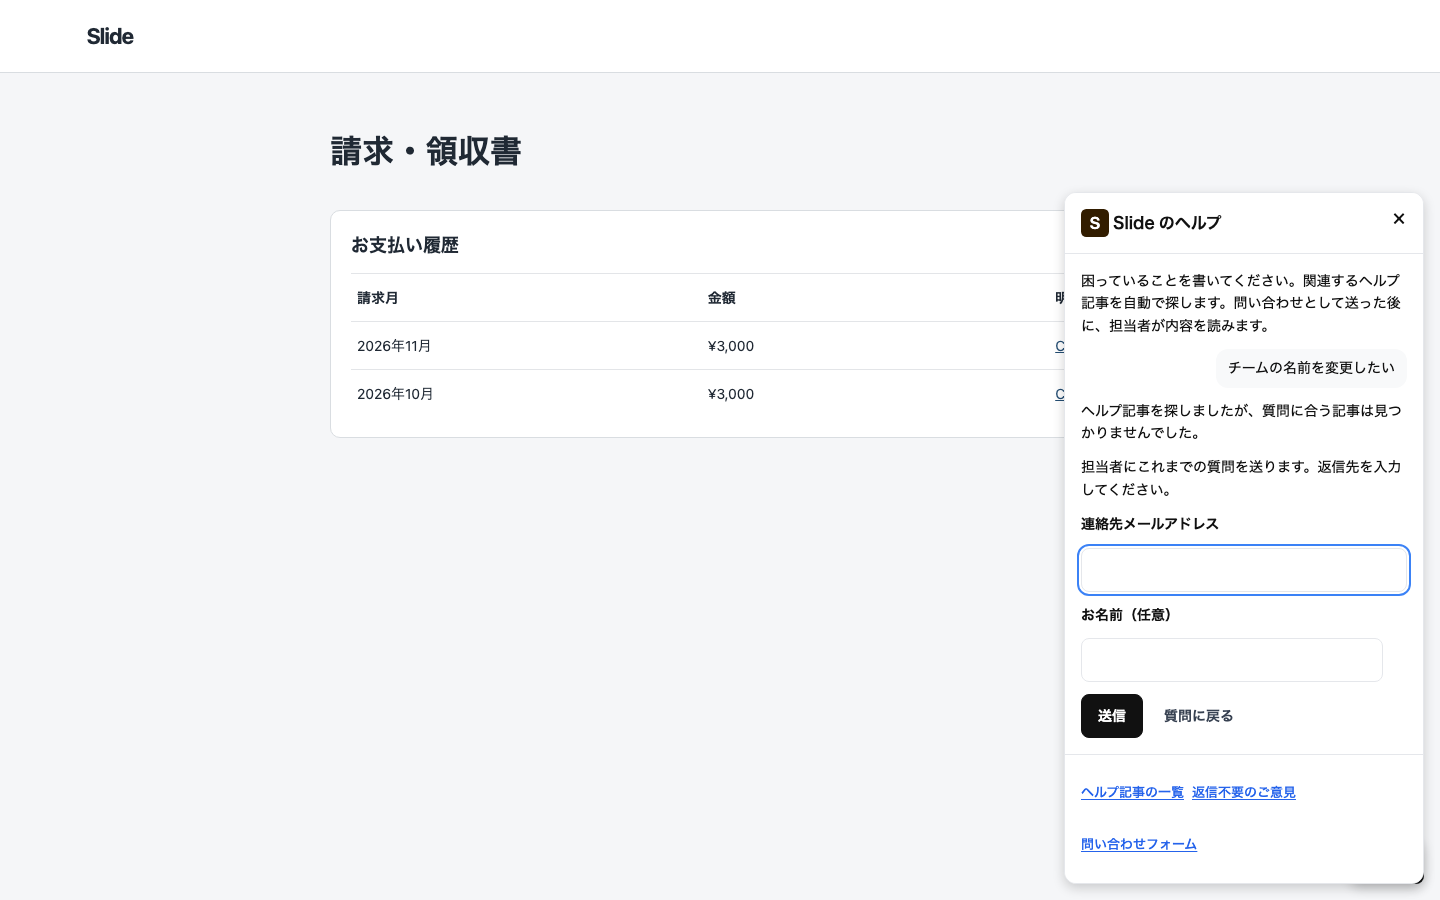 Slide
請求・領収書
お支払い履歴
請求月 金額
2026年11月 ¥3,000
2026年10月 ¥3,000
S Slide のヘルプ ×
困っていることを書いてください。関連するヘルプ
記事を自動で探します。問い合わせとして送った後
に、担当者が内容を読みます。
チームの名前を変更したい
ヘルプ記事を探しましたが、質問に合う記事は見つ
かりませんでした。
担当者にこれまでの質問を送ります。返信先を入力
してください。
連絡先メールアドレス
お名前（任意）
送信 質問に戻る
ヘルプ記事の一覧 返信不要のご意見
問い合わせフォーム